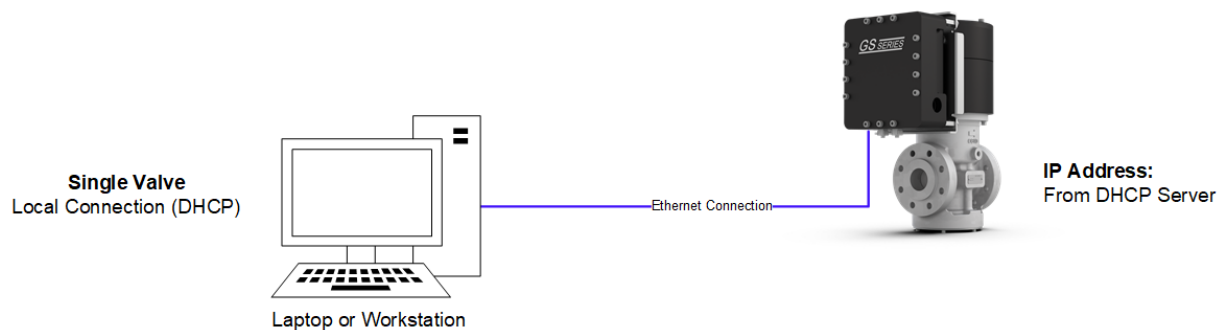 GS SERIES
Single Valve
Local Connection (DHCP)
Ethernet Connection
IP Address:
From DHCP Server
Laptop or Workstation